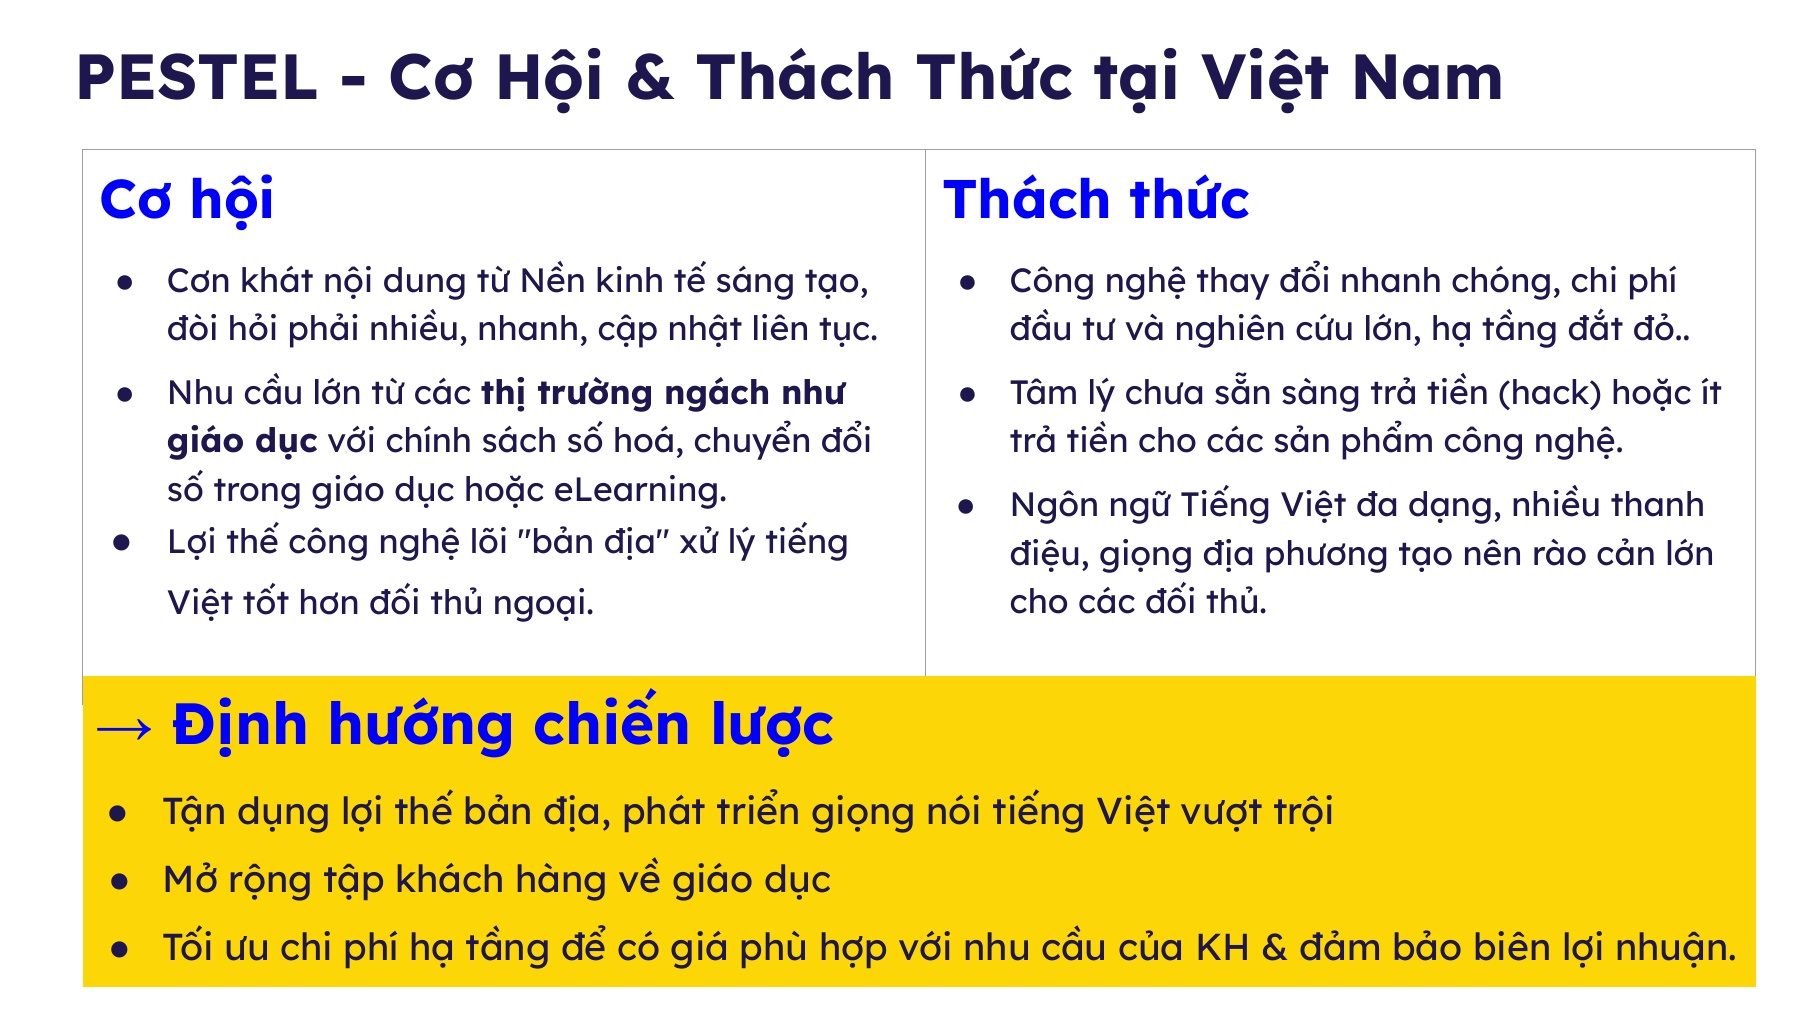 PESTEL - Cơ Hội & Thách Thức tại Việt Nam
Cơ hội
● Cơn khát nội dung từ Nền kinh tế sáng tạo,
đòi hỏi phải nhiều, nhanh, cập nhật liên tục.
● Nhu cầu lớn từ các thị trường ngách như
giáo dục với chính sách số hoá, chuyển đổi
số trong giáo dục hoặc eLearning.
● Lợi thế công nghệ lõi "bản địa" xử lý tiếng
Việt tốt hơn đối thủ ngoại.
Thách thức
● Công nghệ thay đổi nhanh chóng, chi phí
đầu tư và nghiên cứu lớn, hạ tầng đắt đỏ..
● Tâm lý chưa sẵn sàng trả tiền (hack) hoặc ít
trả tiền cho các sản phẩm công nghệ.
● Ngôn ngữ Tiếng Việt đa dạng, nhiều thanh
điệu, giọng địa phương tạo nên rào cản lớn
cho các đối thủ.
→ Định hướng chiến lược
● Tận dụng lợi thế bản địa, phát triển giọng nói tiếng Việt vượt trội
● Mở rộng tập khách hàng về giáo dục
● Tối ưu chi phí hạ tầng để có giá phù hợp với nhu cầu của KH & đảm bảo biên lợi nhuận.